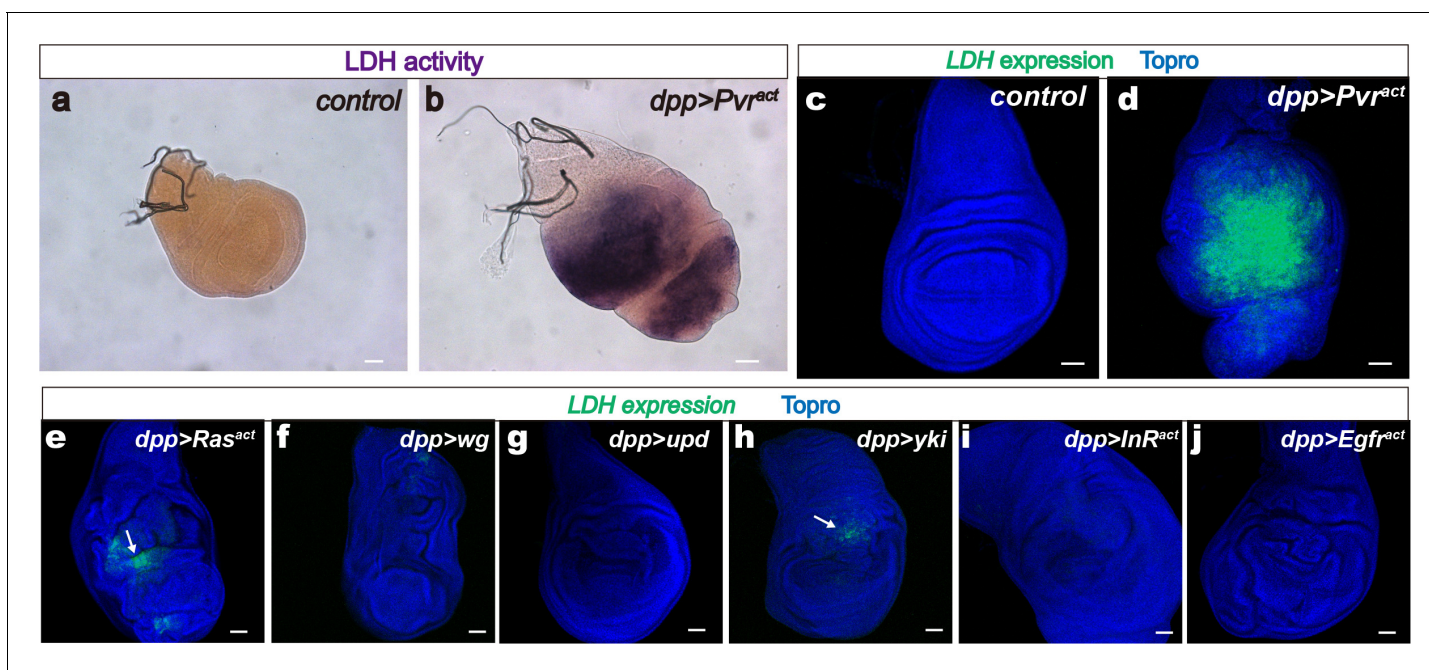 LDH activity
LDH expression Topro
a control
b dpp>Pvr^act
c control
d dpp>Pvr^act
LDH expression Topro
e dpp>Ras^act
f dpp>wg
g dpp>upd
h dpp>yki
i dpp>InR^act
j dpp>Egfr^act